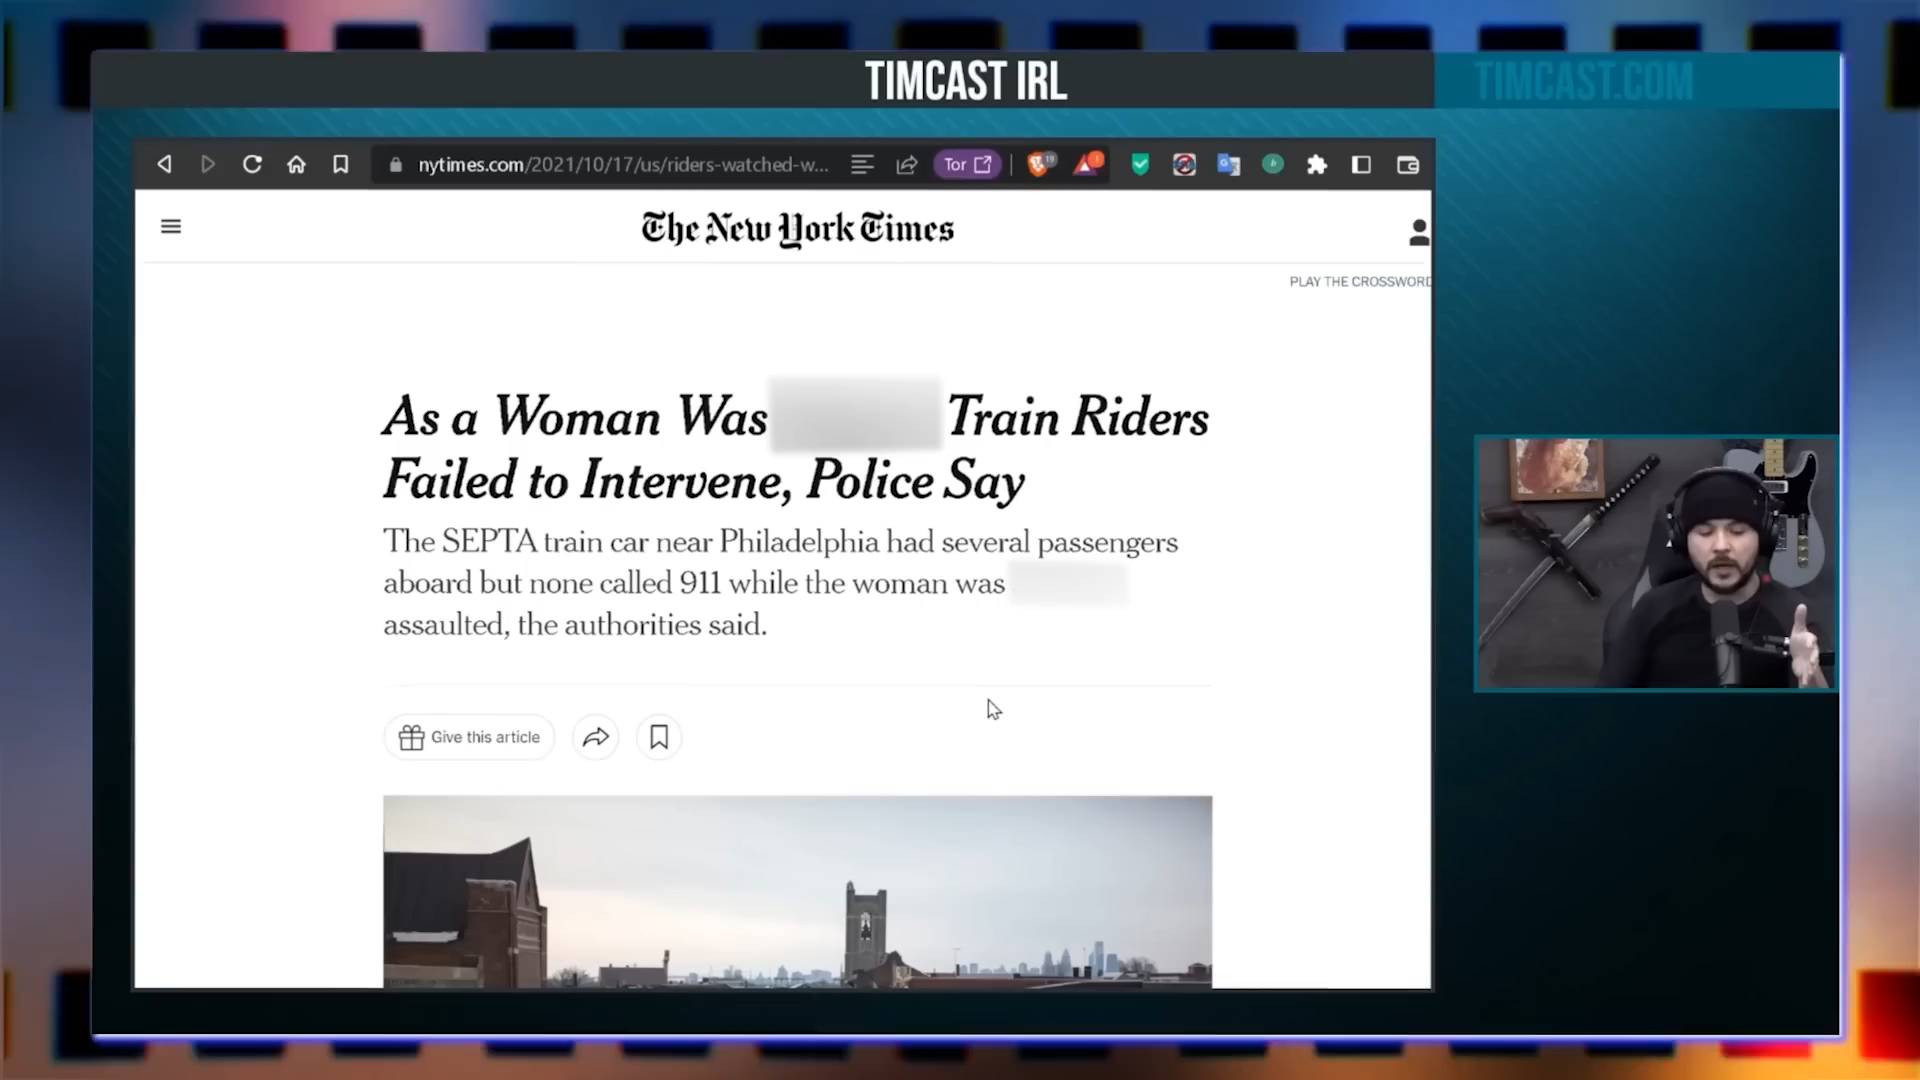 TIMCAST IRL
TIMCAST.COM
nytimes.com/2021/10/17/us/riders-watched-w...
Tor
19
1
The New York Times
PLAY THE CROSSWORD
As a Woman Was Train Riders
Failed to Intervene, Police Say
The SEPTA train car near Philadelphia had several passengers
aboard but none called 911 while the woman was
assaulted, the authorities said.
Give this article